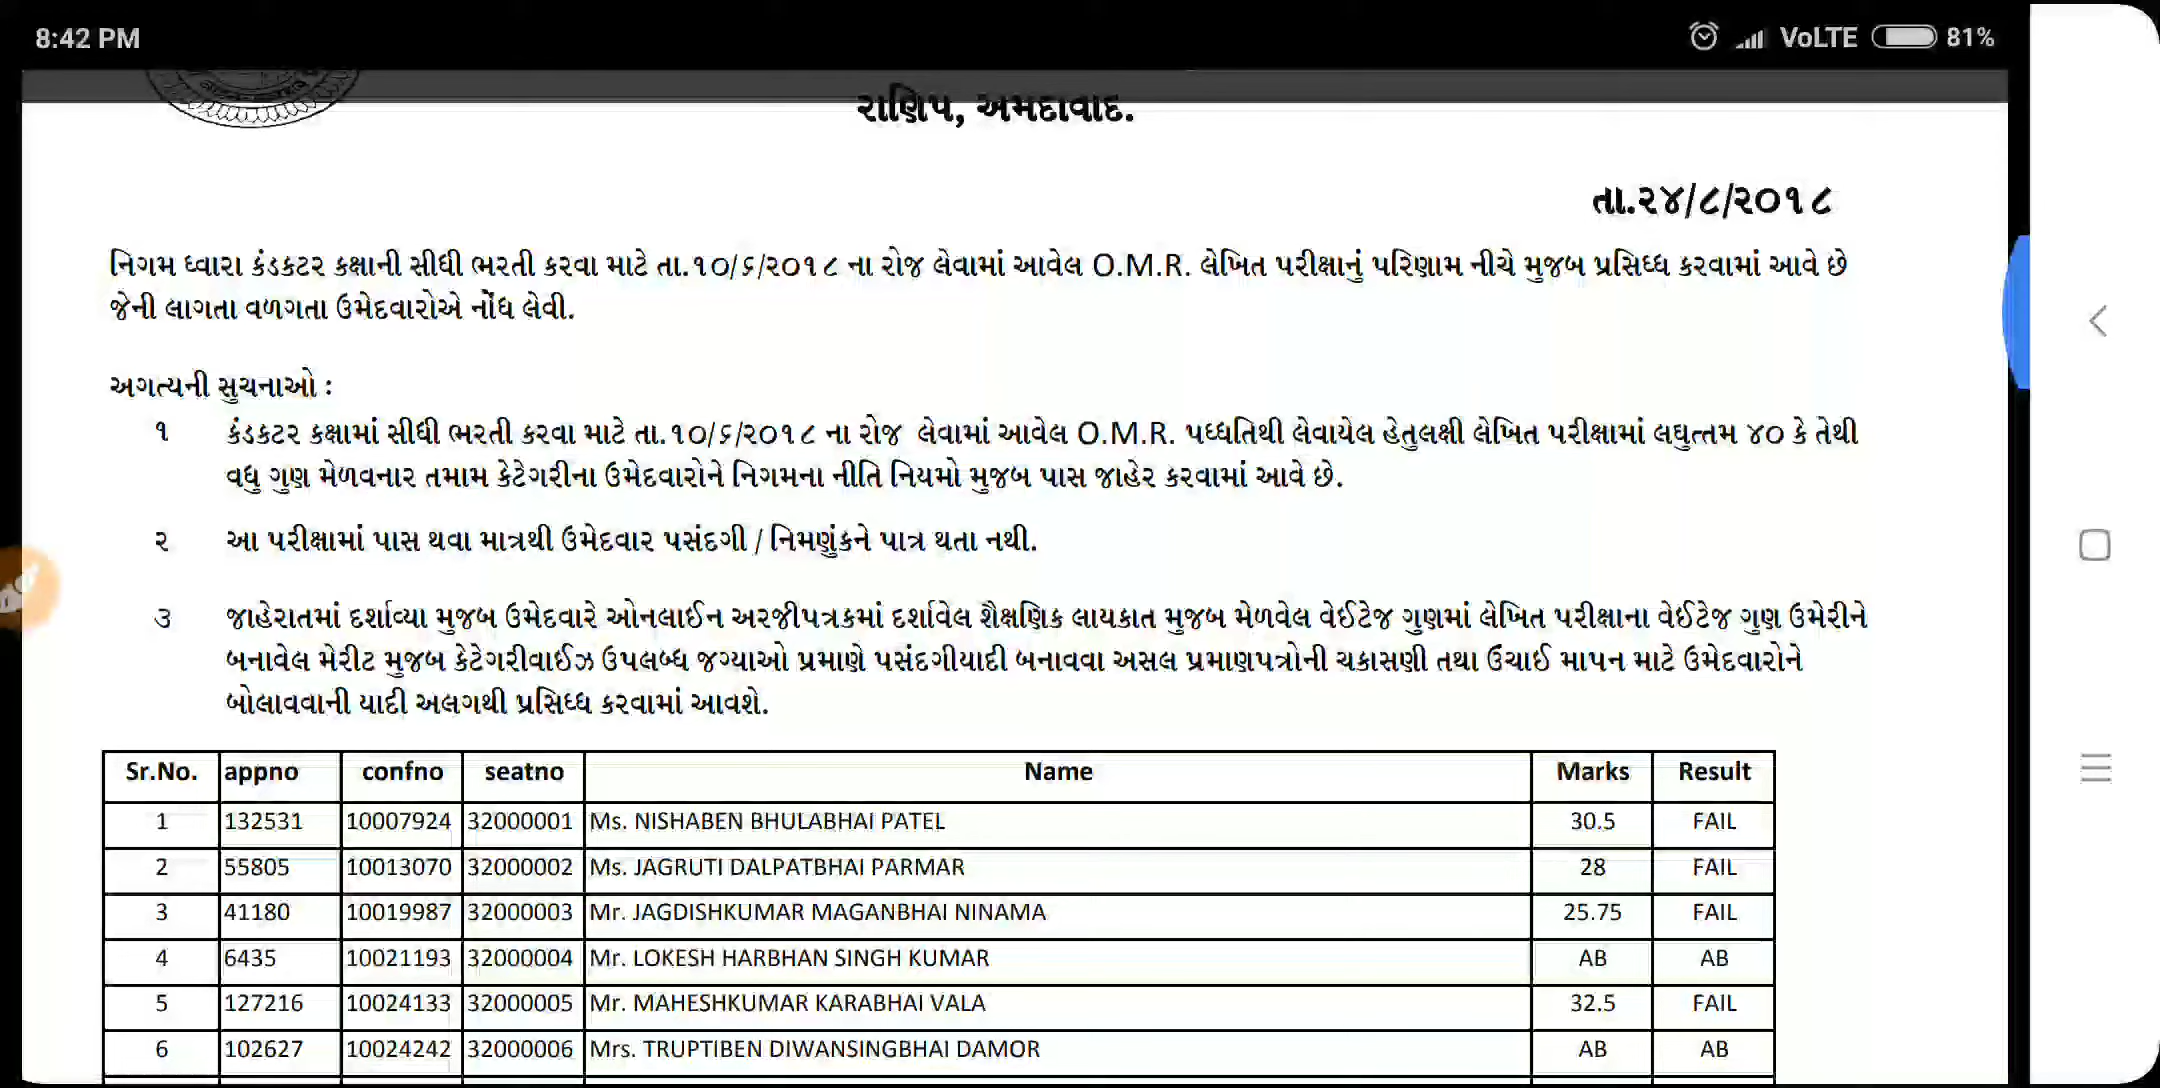 8:42 PM
VoLTE 81%
રાણિપ, અમદાવાદ.
તા.૨૪/૮/૨૦૧૮
નિગમ ધ્વારા કંડકટર કક્ષાની સીધી ભરતી કરવા માટે તા.૧૦/૬/૨૦૧૮ ના રોજ લેવામાં આવેલ O.M.R. લેખિત પરીક્ષાનું પરિણામ નીચે મુજબ પ્રસિધ્ધ કરવામાં આવે છે
જેની લાગતા વળગતા ઉમેદવારોએ નોંધ લેવી.
અગત્યની સુચનાઓ :
૧ કંડકટર કક્ષામાં સીધી ભરતી કરવા માટે તા.૧૦/૬/૨૦૧૮ ના રોજ લેવામાં આવેલ O.M.R. પધ્ધતિથી લેવાયેલ હેતુલક્ષી લેખિત પરીક્ષામાં લઘુત્તમ ૪૦ કે તેથી
વધુ ગુણ મેળવનાર તમામ કેટેગરીના ઉમેદવારોને નિગમના નીતિ નિયમો મુજબ પાસ જાહેર કરવામાં આવે છે.
૨ આ પરીક્ષામાં પાસ થવા માત્રથી ઉમેદવાર પસંદગી / નિમણુંકને પાત્ર થતા નથી.
૩ જાહેરાતમાં દર્શાવ્યા મુજબ ઉમેદવારે ઓનલાઈન અરજીપત્રકમાં દર્શાવેલ શૈક્ષણિક લાયકાત મુજબ મેળવેલ વેઈટેજ ગુણમાં લેખિત પરીક્ષાના વેઈટેજ ગુણ ઉમેરીને
બનાવેલ મેરીટ મુજબ કેટેગરીવાઈઝ ઉપલબ્ધ જગ્યાઓ પ્રમાણે પસંદગીયાદી બનાવવા અસલ પ્રમાણપત્રોની ચકાસણી તથા ઉંચાઈ માપન માટે ઉમેદવારોને
બોલાવવાની યાદી અલગથી પ્રસિધ્ધ કરવામાં આવશે.
Sr.No. appno confno seatno Name Marks Result
1 132531 10007924 32000001 Ms. NISHABEN BHULABHAI PATEL 30.5 FAIL
2 55805 10013070 32000002 Ms. JAGRUTI DALPATBHAI PARMAR 28 FAIL
3 41180 10019987 32000003 Mr. JAGDISHKUMAR MAGANBHAI NINAMA 25.75 FAIL
4 6435 10021193 32000004 Mr. LOKESH HARBHAN SINGH KUMAR AB AB
5 127216 10024133 32000005 Mr. MAHESHKUMAR KARABHAI VALA 32.5 FAIL
6 102627 10024242 32000006 Mrs. TRUPTIBEN DIWANSINGBHAI DAMOR AB AB